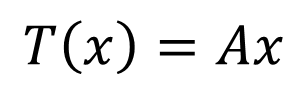 T(x) = Ax